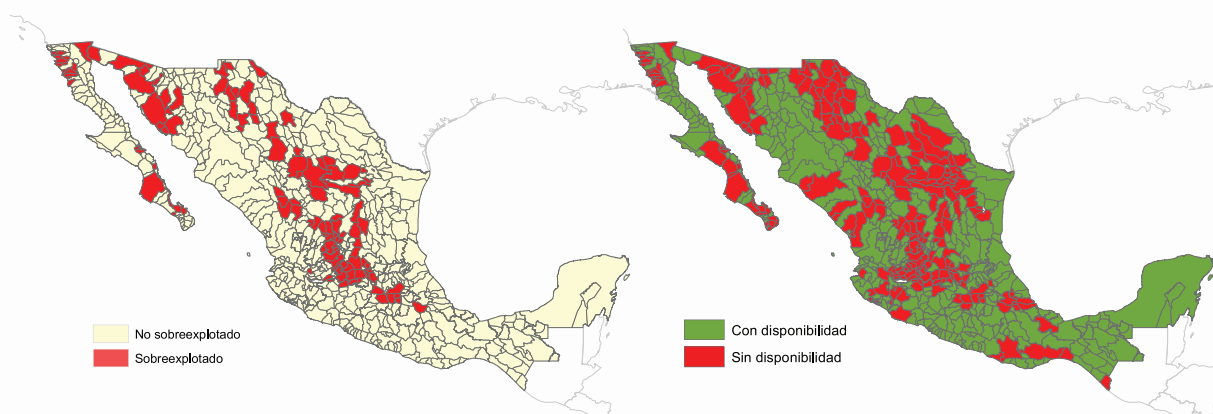 No sobreexplotado
Sobreexplotado
Con disponibilidad
Sin disponibilidad